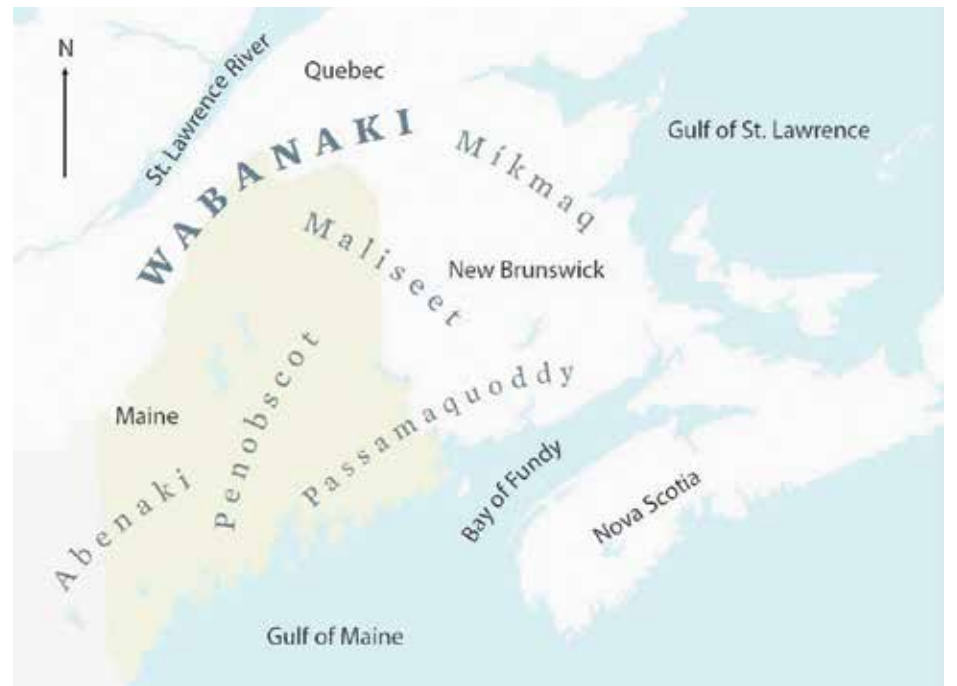 N
St. Lawrence River
Quebec
Gulf of St. Lawrence
WABANAKI
Míkmaq
Maliseet
New Brunswick
Penobscot
Passamaquoddy
Maine
Abenaki
Bay of Fundy
Nova Scotia
Gulf of Maine